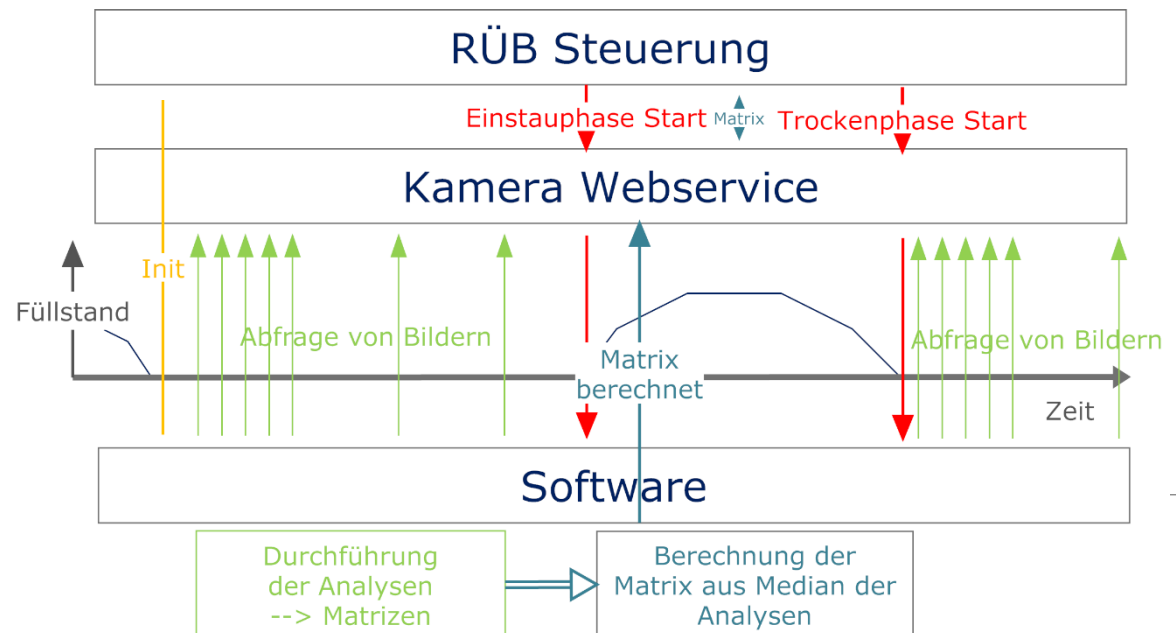 RÜB Steuerung
Einstauphase Start
Matrix
Trockenphase Start
Kamera Webservice
Init
Füllstand
Abfrage von Bildern
Matrix
berechnet
Abfrage von Bildern
Zeit
Software
Durchführung
der Analysen
--> Matrizen
Berechnung der
Matrix aus Median der
Analysen